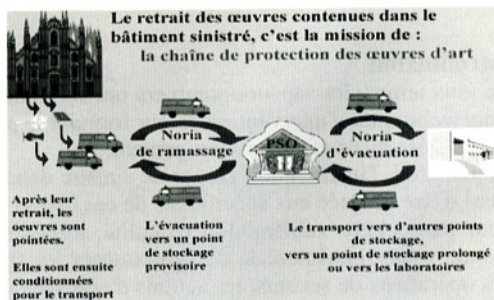 Le retrait des œuvres contenues dans le
bâtiment sinistré, c'est la mission de :
la chaîne de protection des œuvres d'art
Noria
de ramassage
PSO
Noria
d'évacuation
Après leur
retrait, les
oeuvres sont
pointées.
Elles sont ensuite
conditionnées
pour le transport
L'évacuation
vers un point
de stockage
provisoire
Le transport vers d'autres points
de stockage,
vers un point de stockage prolongé
ou vers les laboratoires